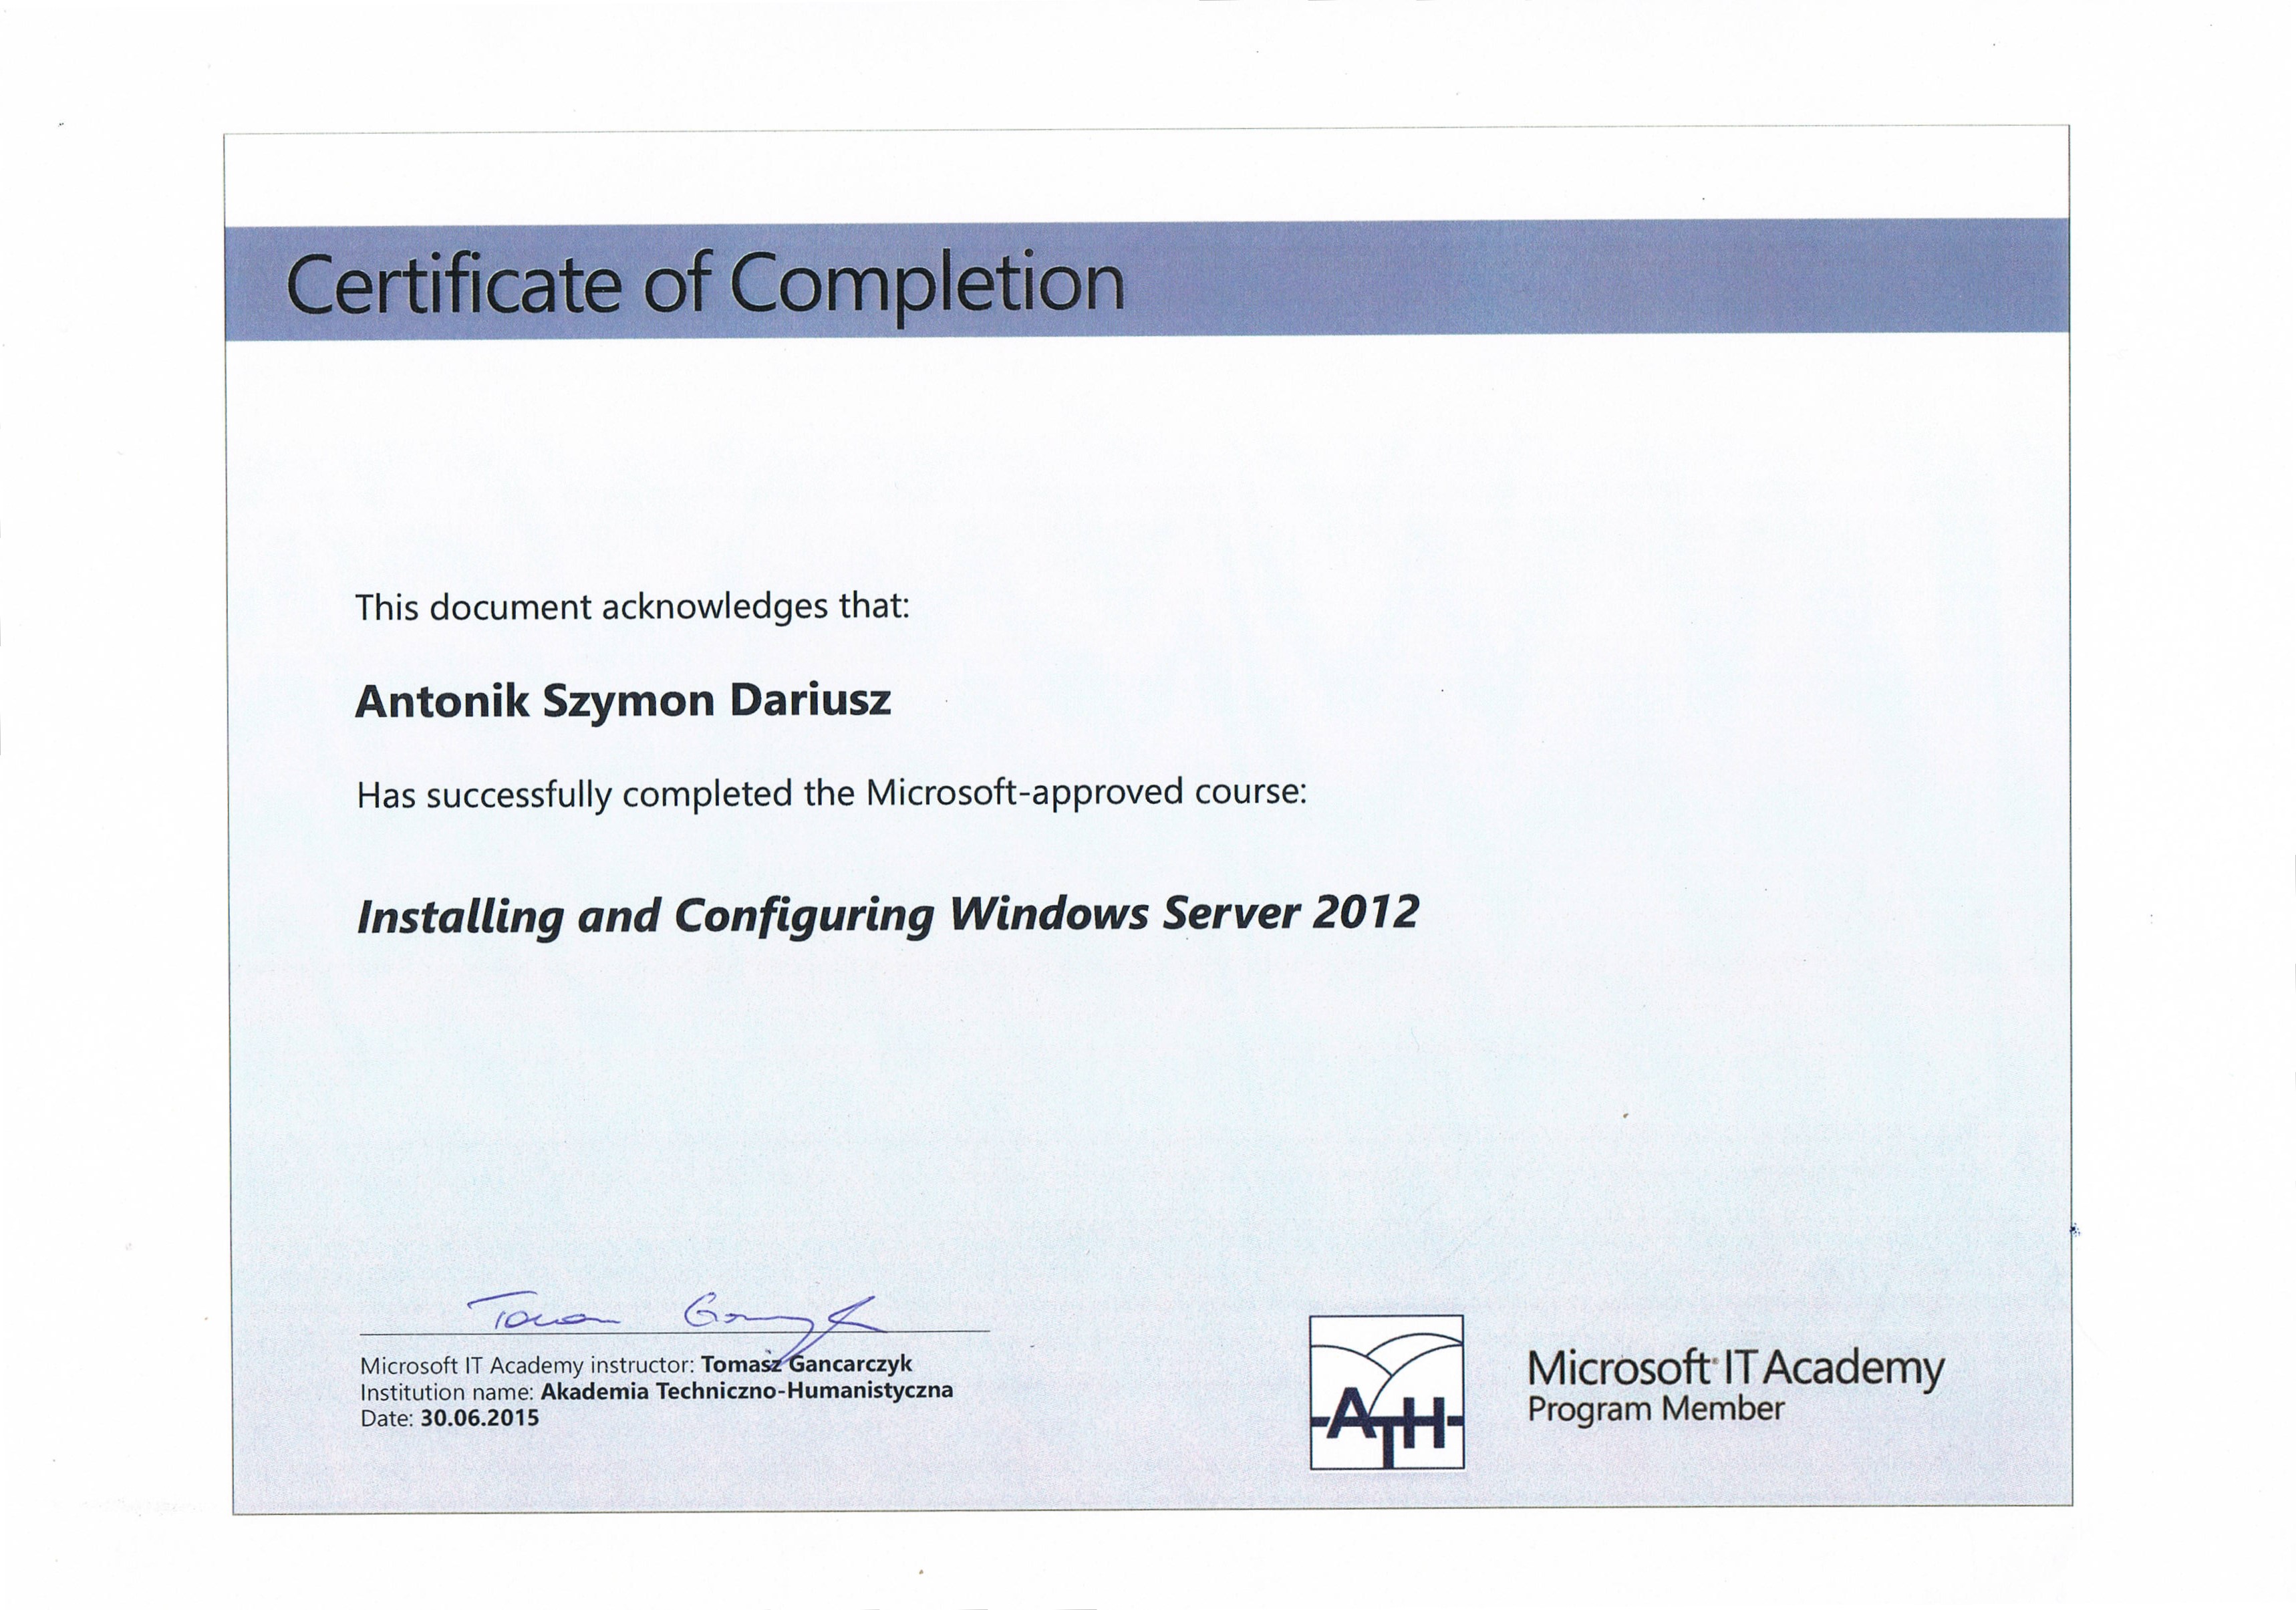 Certificate of Completion
This document acknowledges that:
Antonik Szymon Dariusz
Has successfully completed the Microsoft-approved course:
Installing and Configuring Windows Server 2012
Microsoft IT Academy instructor: Tomasz Gancarczyk
Institution name: Akademia Techniczno-Humanistyczna
Date: 30.06.2015
ATH
Microsoft® IT Academy
Program Member